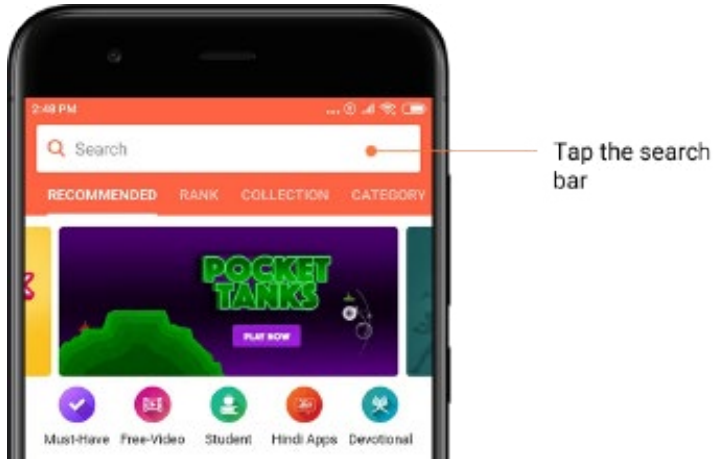 2:48 PM
Search
Tap the search
bar
RECOMMENDED RANK COLLECTION CATEGORY
POCKET
TANKS
PLAY NOW
Must-Have Free-Video Student Hindi Apps Devotional